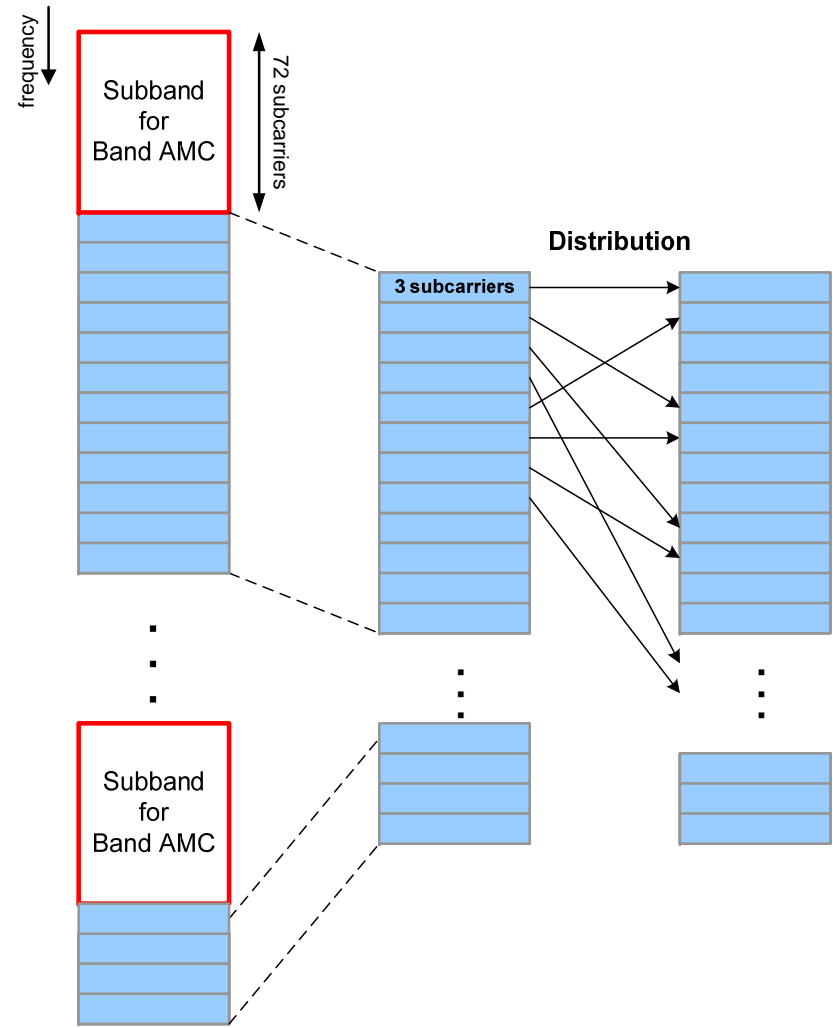 frequency
Subband
for
Band AMC
72 subcarriers
Distribution
3 subcarriers
Subband
for
Band AMC